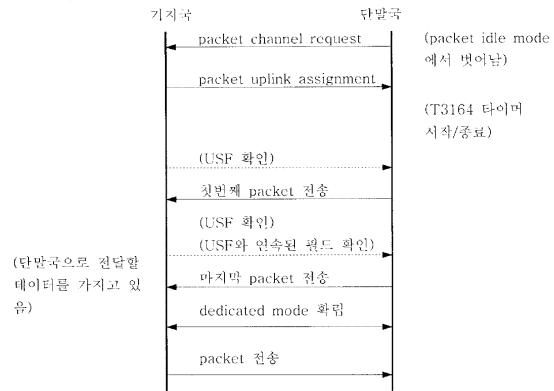 기지국 단말국
packet channel request
(packet idle mode
에서 벗어남)
packet uplink assignment
(T3164 타이머
시작/종료)
(USF 확인)
첫번째 packet 전송
(USF 확인)
(USF와 연속된 필드 확인)
(단말국으로 전달할
데이터를 가지고 있
음)
마지막 packet 전송
dedicated mode 확립
packet 전송